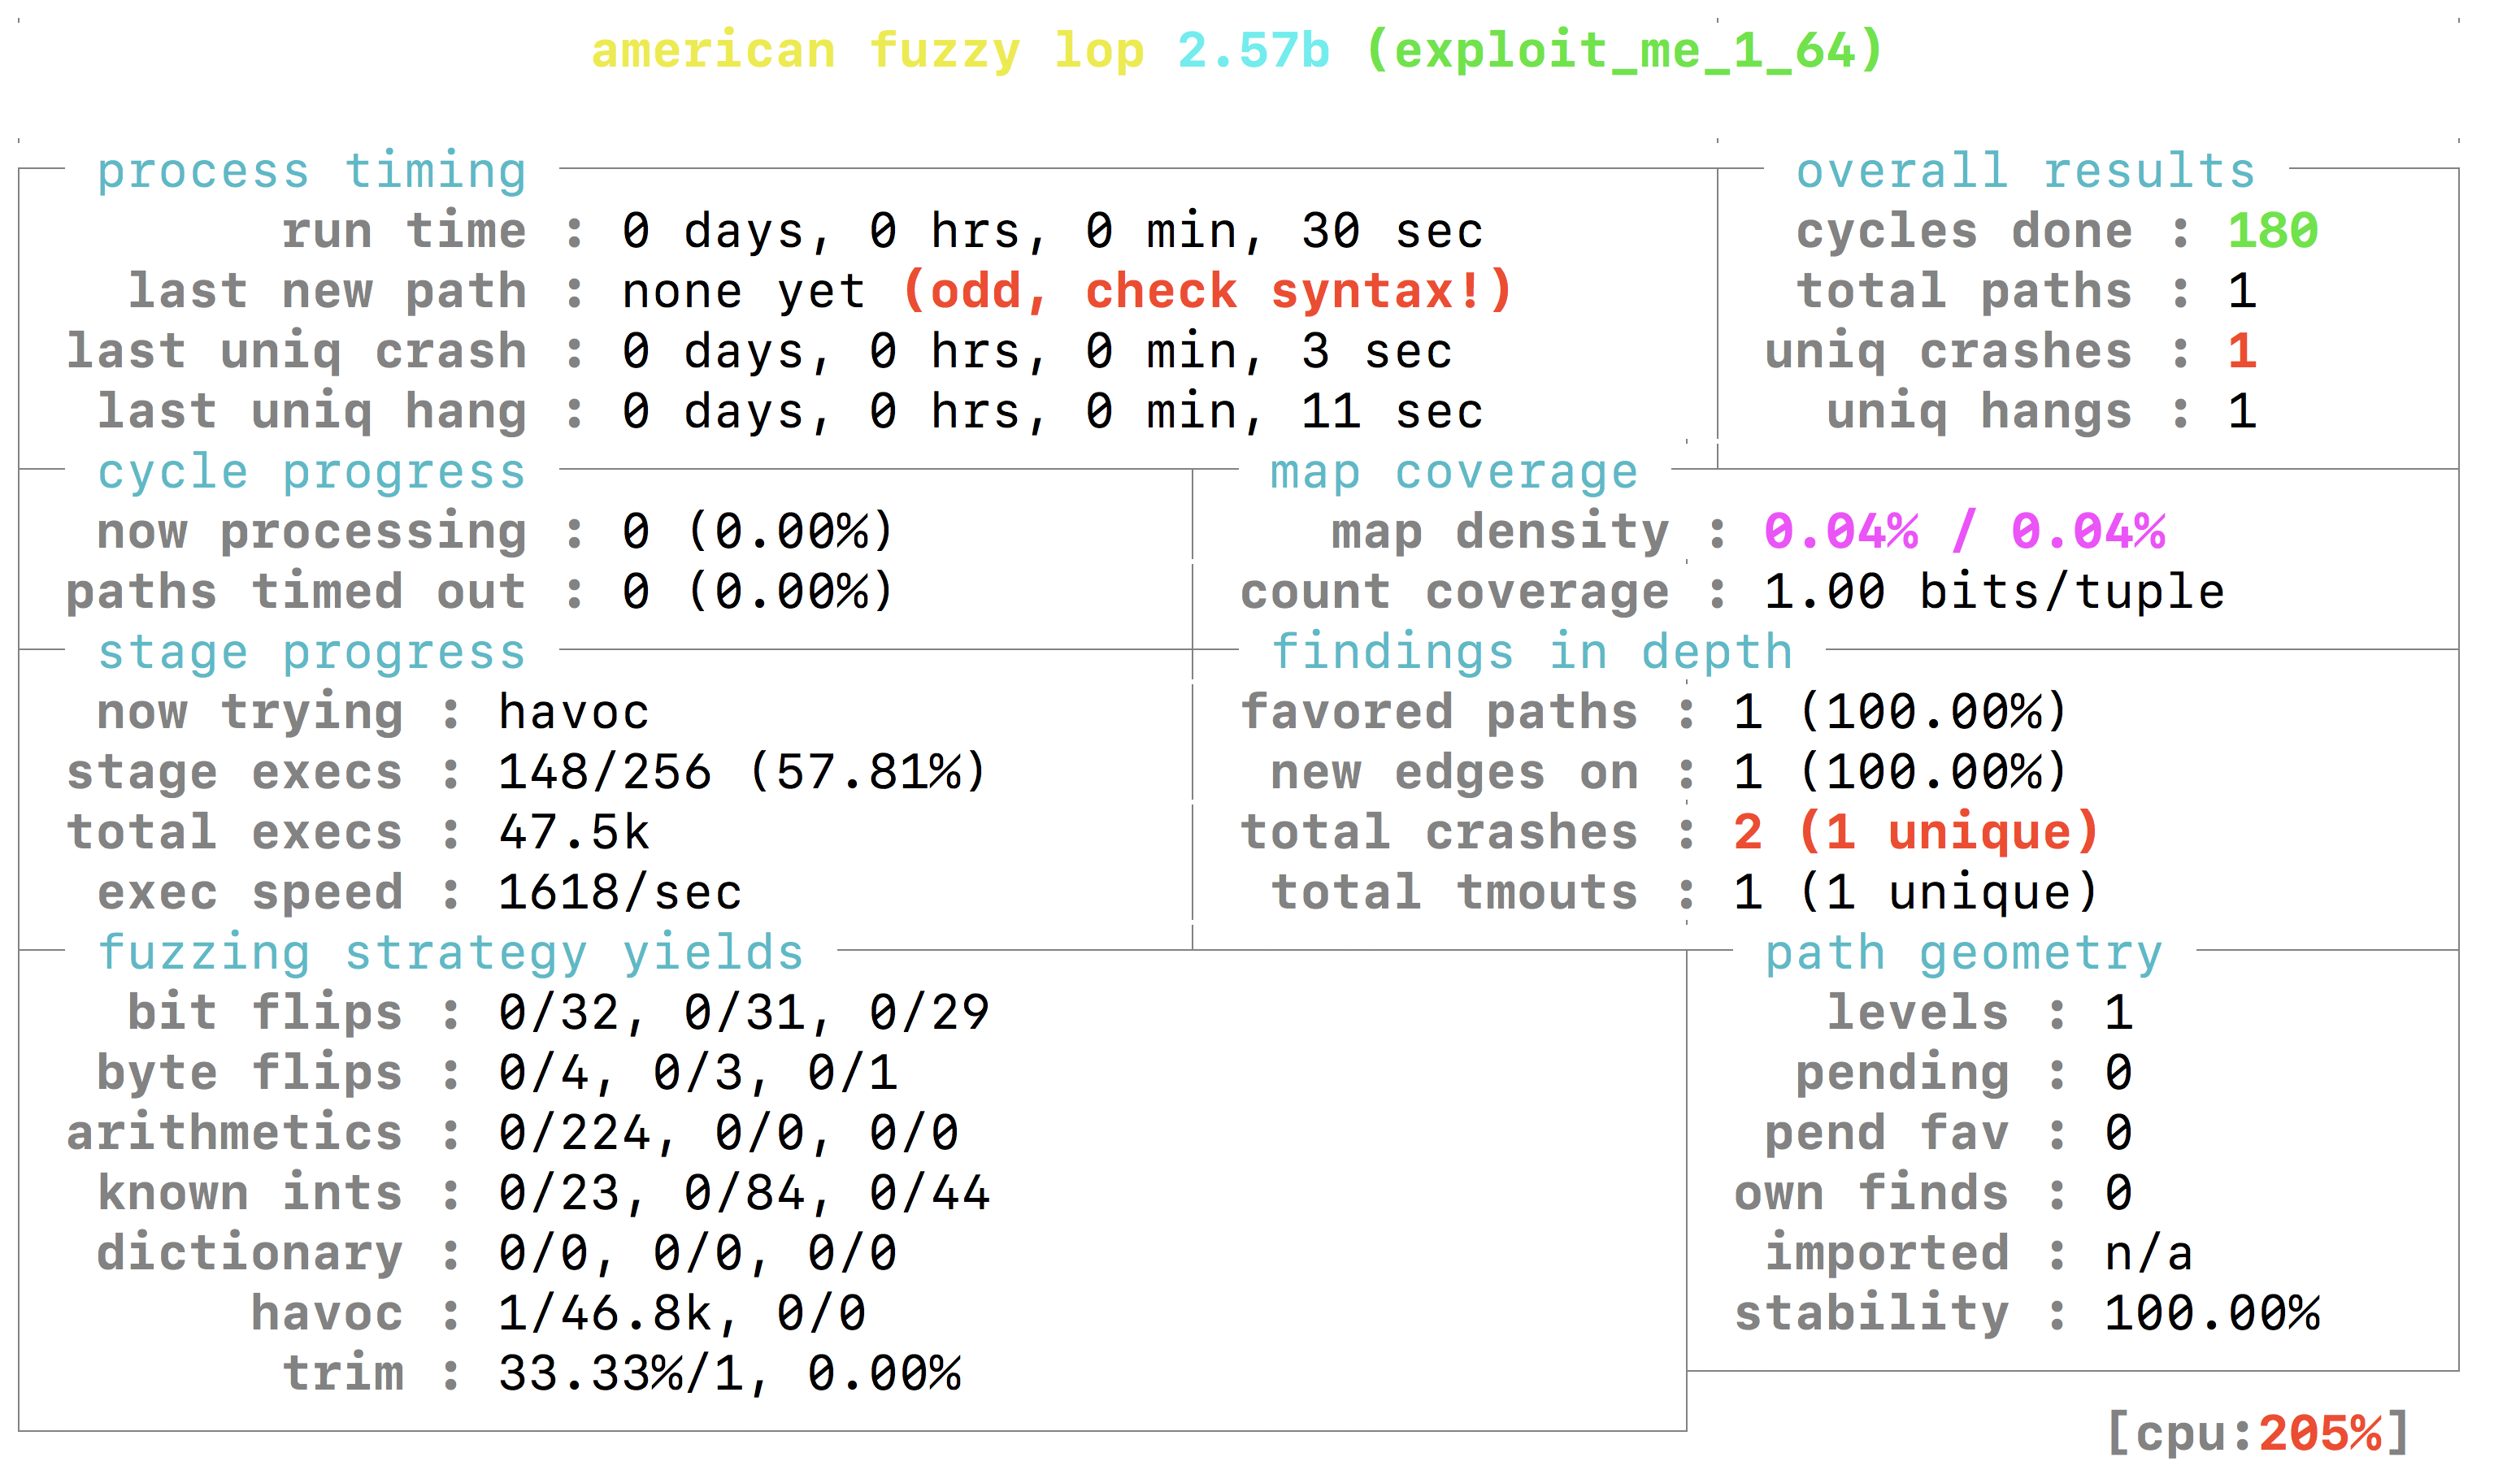 american fuzzy lop 2.57b (exploit_me_1_64)
process timing
run time : 0 days, 0 hrs, 0 min, 30 sec
last new path : none yet (odd, check syntax!)
last uniq crash : 0 days, 0 hrs, 0 min, 3 sec
last uniq hang : 0 days, 0 hrs, 0 min, 11 sec
overall results
cycles done : 180
total paths : 1
uniq crashes : 1
uniq hangs : 1
cycle progress
now processing : 0 (0.00%)
paths timed out : 0 (0.00%)
map coverage
map density : 0.04% / 0.04%
count coverage : 1.00 bits/tuple
stage progress
now trying : havoc
stage execs : 148/256 (57.81%)
total execs : 47.5k
exec speed : 1618/sec
findings in depth
favored paths : 1 (100.00%)
new edges on : 1 (100.00%)
total crashes : 2 (1 unique)
total tmouts : 1 (1 unique)
fuzzing strategy yields
bit flips : 0/32, 0/31, 0/29
byte flips : 0/4, 0/3, 0/1
arithmetics : 0/224, 0/0, 0/0
known ints : 0/23, 0/84, 0/44
dictionary : 0/0, 0/0, 0/0
havoc : 1/46.8k, 0/0
trim : 33.33%/1, 0.00%
path geometry
levels : 1
pending : 0
pend fav : 0
own finds : 0
imported : n/a
stability : 100.00%
[cpu:205%]